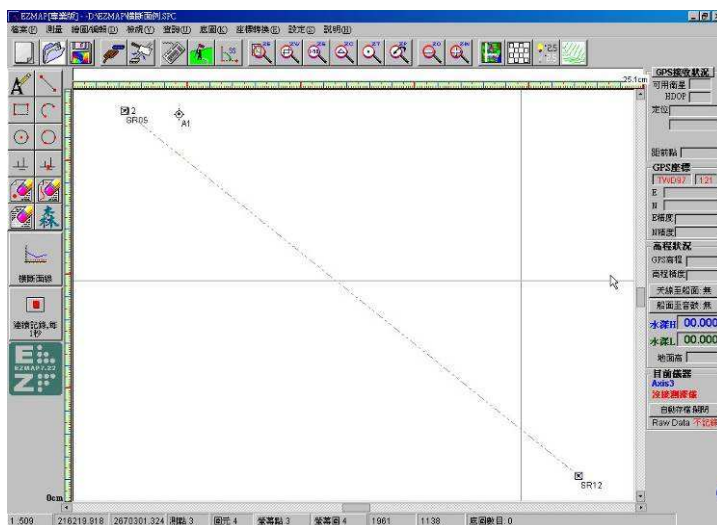 EZMAP[專業版] - -D:\EZMAP\橫斷面例.SPC
檔案(F) 測量 繪圖/編輯(D) 檢視(V) 查詢(U) 底圖(K) 座標轉換(E) 設定(E) 說明(H)
25.1cm
2
SR05
A1
SR12
0cm
橫斷面線
連續記錄,每
1秒
EZMAP7.22
GPS接收狀況
可用衛星
HDOP
定位
距前點
GPS座標
TWD97 121
E
N
E精度
N精度
高程狀況
GPS高程
高程精度
天線至船面: 無
船面至音鼓: 無
水深H 00.000
水深L 00.000
地面高
目前儀器
Axis3
沒接測深儀
自動存檔 關閉
Raw Data 不記錄
1:509 216219.918 2670301.324 測點 3 圖元 4 螢幕點 3 螢幕圖 4 1961 1138 底圖數目: 0